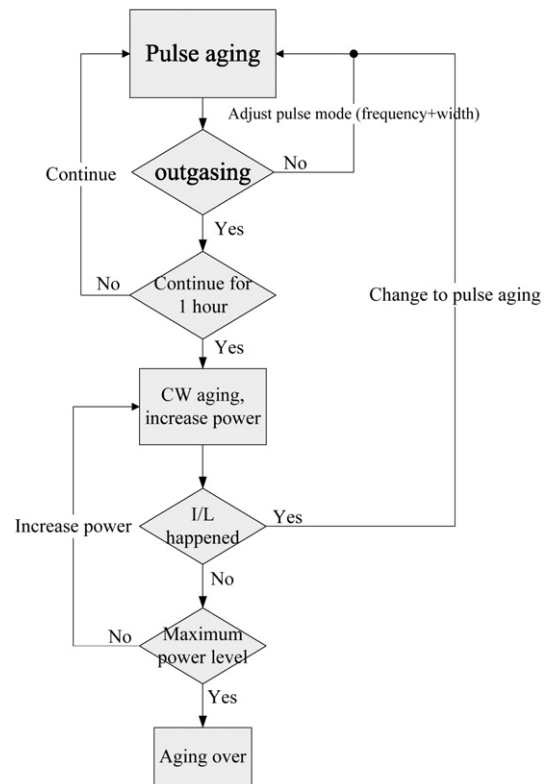 Pulse aging
Adjust pulse mode (frequency+width)
outgasing
No
Continue
Yes
No
Continue for
1 hour
Change to pulse aging
Yes
CW aging,
increase power
I/L
happened
Yes
Increase power
No
No
Maximum
power level
Yes
Aging over